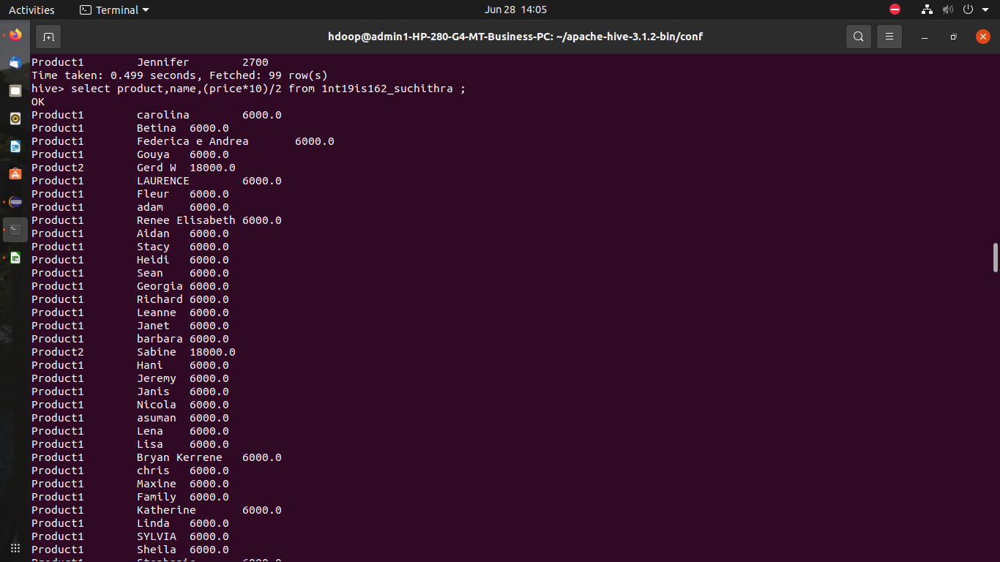 Activities Terminal Jun 28 14:05
hdoop@admin1-HP-280-G4-MT-Business-PC: ~/apache-hive-3.1.2-bin/conf
Product1 Jennifer 2700
Time taken: 0.499 seconds, Fetched: 99 row(s)
hive> select product,name,(price*10)/2 from 1nt19is162_suchithra ;
OK
Product1 carolina 6000.0
Product1 Betina 6000.0
Product1 Federica e Andrea 6000.0
Product1 Gouya 6000.0
Product2 Gerd W 18000.0
Product1 LAURENCE 6000.0
Product1 Fleur 6000.0
Product1 adam 6000.0
Product1 Renee Elisabeth 6000.0
Product1 Aidan 6000.0
Product1 Stacy 6000.0
Product1 Heidi 6000.0
Product1 Sean 6000.0
Product1 Georgia 6000.0
Product1 Richard 6000.0
Product1 Leanne 6000.0
Product1 Janet 6000.0
Product1 barbara 6000.0
Product2 Sabine 18000.0
Product1 Hani 6000.0
Product1 Jeremy 6000.0
Product1 Janis 6000.0
Product1 Nicola 6000.0
Product1 asuman 6000.0
Product1 Lena 6000.0
Product1 Lisa 6000.0
Product1 Bryan Kerrene 6000.0
Product1 chris 6000.0
Product1 Maxine 6000.0
Product1 Family 6000.0
Product1 Katherine 6000.0
Product1 Linda 6000.0
Product1 SYLVIA 6000.0
Product1 Sheila 6000.0